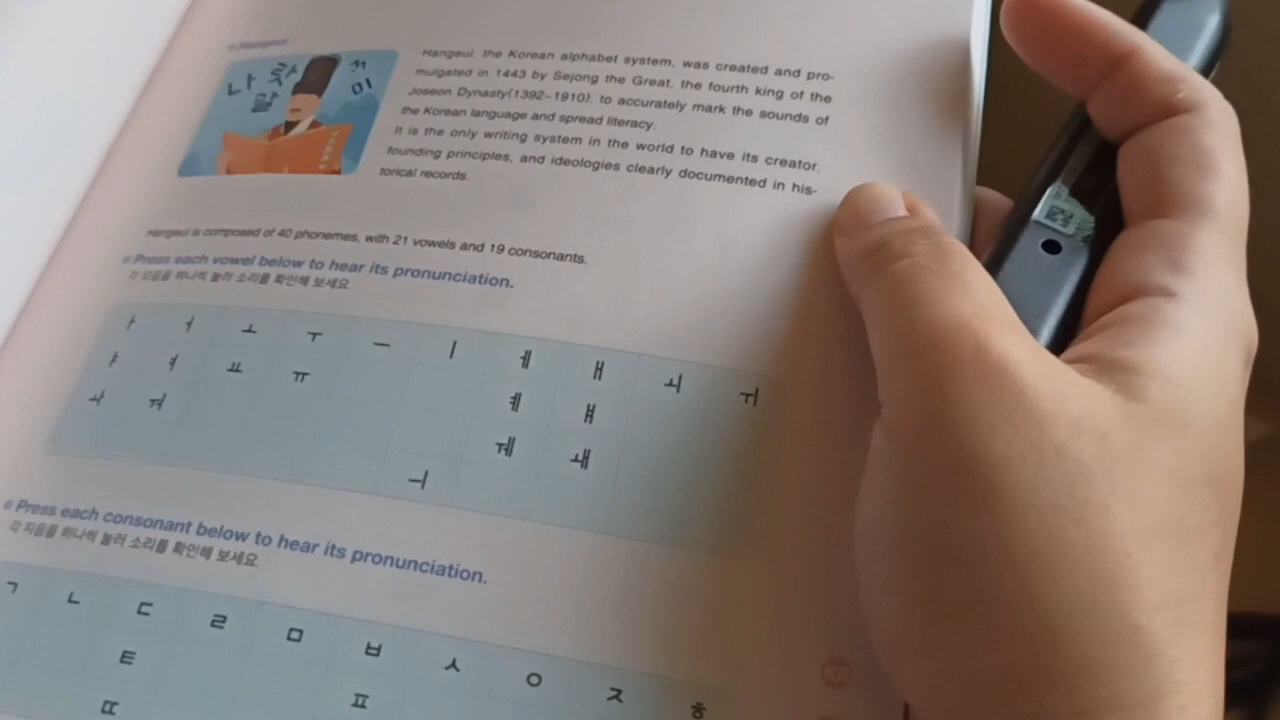 Hangeul
나 랏 말
서 미
Hangeul, the Korean alphabet system, was created and pro-
mulgated in 1443 by Sejong the Great, the fourth king of the
Joseon Dynasty(1392~1910), to accurately mark the sounds of
the Korean language and spread literacy.
It is the only writing system in the world to have its creator,
founding principles, and ideologies clearly documented in his-
torical records.
Hangeul is composed of 40 phonemes, with 21 vowels and 19 consonants.
Press each vowel below to hear its pronunciation.
각 모음을 하나씩 눌러 소리를 확인해 보세요.
ㅏ ㅓ ㅗ ㅜ ㅡ ㅣ ㅔ ㅐ ㅚ ㅟ
ㅑ ㅕ ㅛ ㅠ ㅖ ㅒ
ㅘ ㅝ ㅞ ㅙ
ㅢ
Press each consonant below to hear its pronunciation.
각 자음을 하나씩 눌러 소리를 확인해 보세요.
ㄱ ㄴ ㄷ ㄹ ㅁ ㅂ ㅅ ㅇ ㅈ ㅎ
ㅌ ㅍ
ㄸ